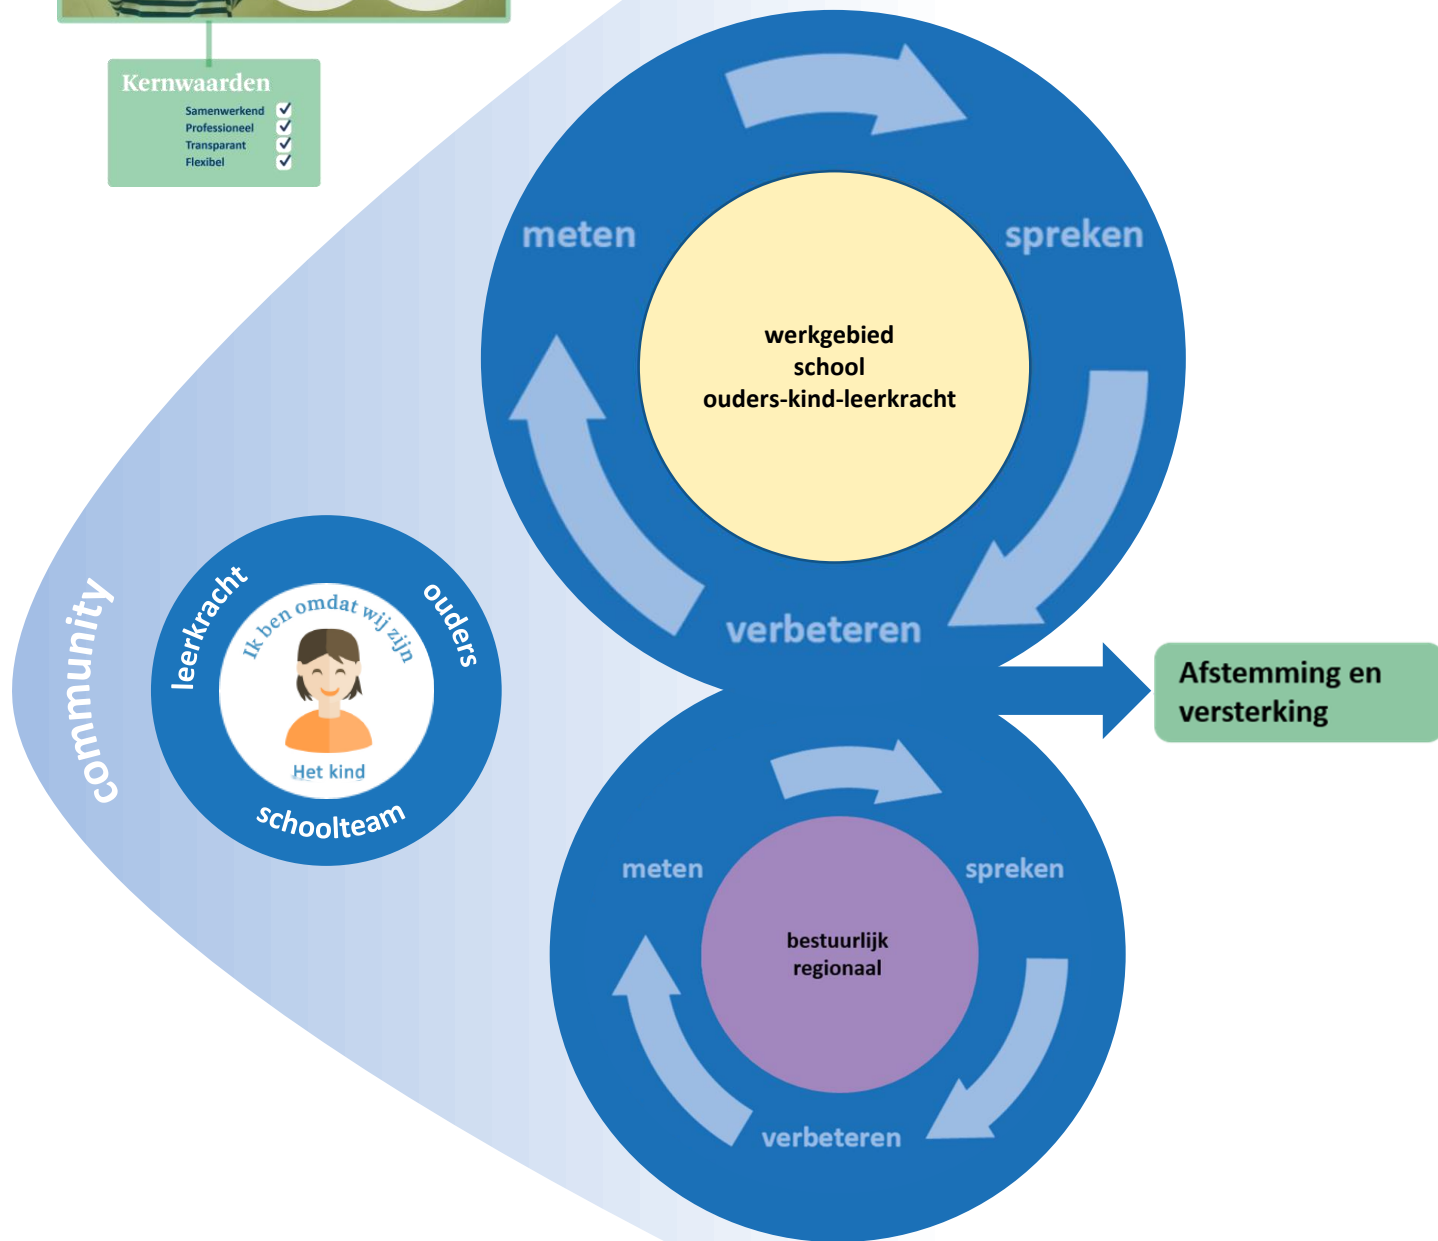 Kernwaarden
Samenwerkend
Professioneel
Transparant
Flexibel
meten
spreken
werkgebied
school
ouders-kind-leerkracht
verbeteren
community
leerkracht
ouders
Ik ben omdat wij zijn
Het kind
schoolteam
Afstemming en
versterking
meten
spreken
bestuurlijk
regionaal
verbeteren